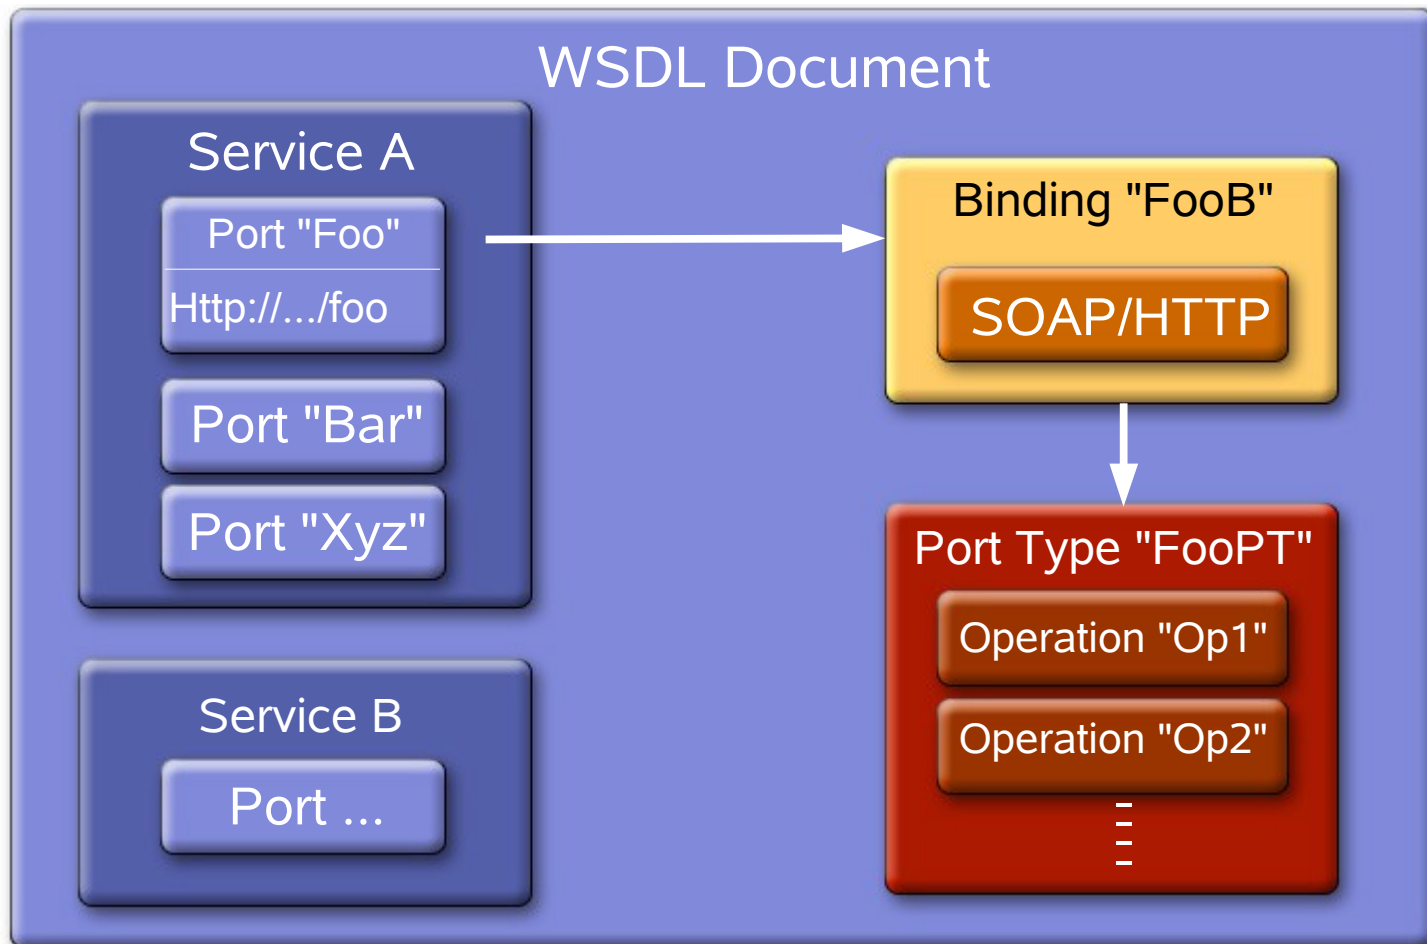 WSDL Document
Service A
Port "Foo"
Http://.../foo
Port "Bar"
Port "Xyz"
Service B
Port ...
Binding "FooB"
SOAP/HTTP
Port Type "FooPT"
Operation "Op1"
Operation "Op2"